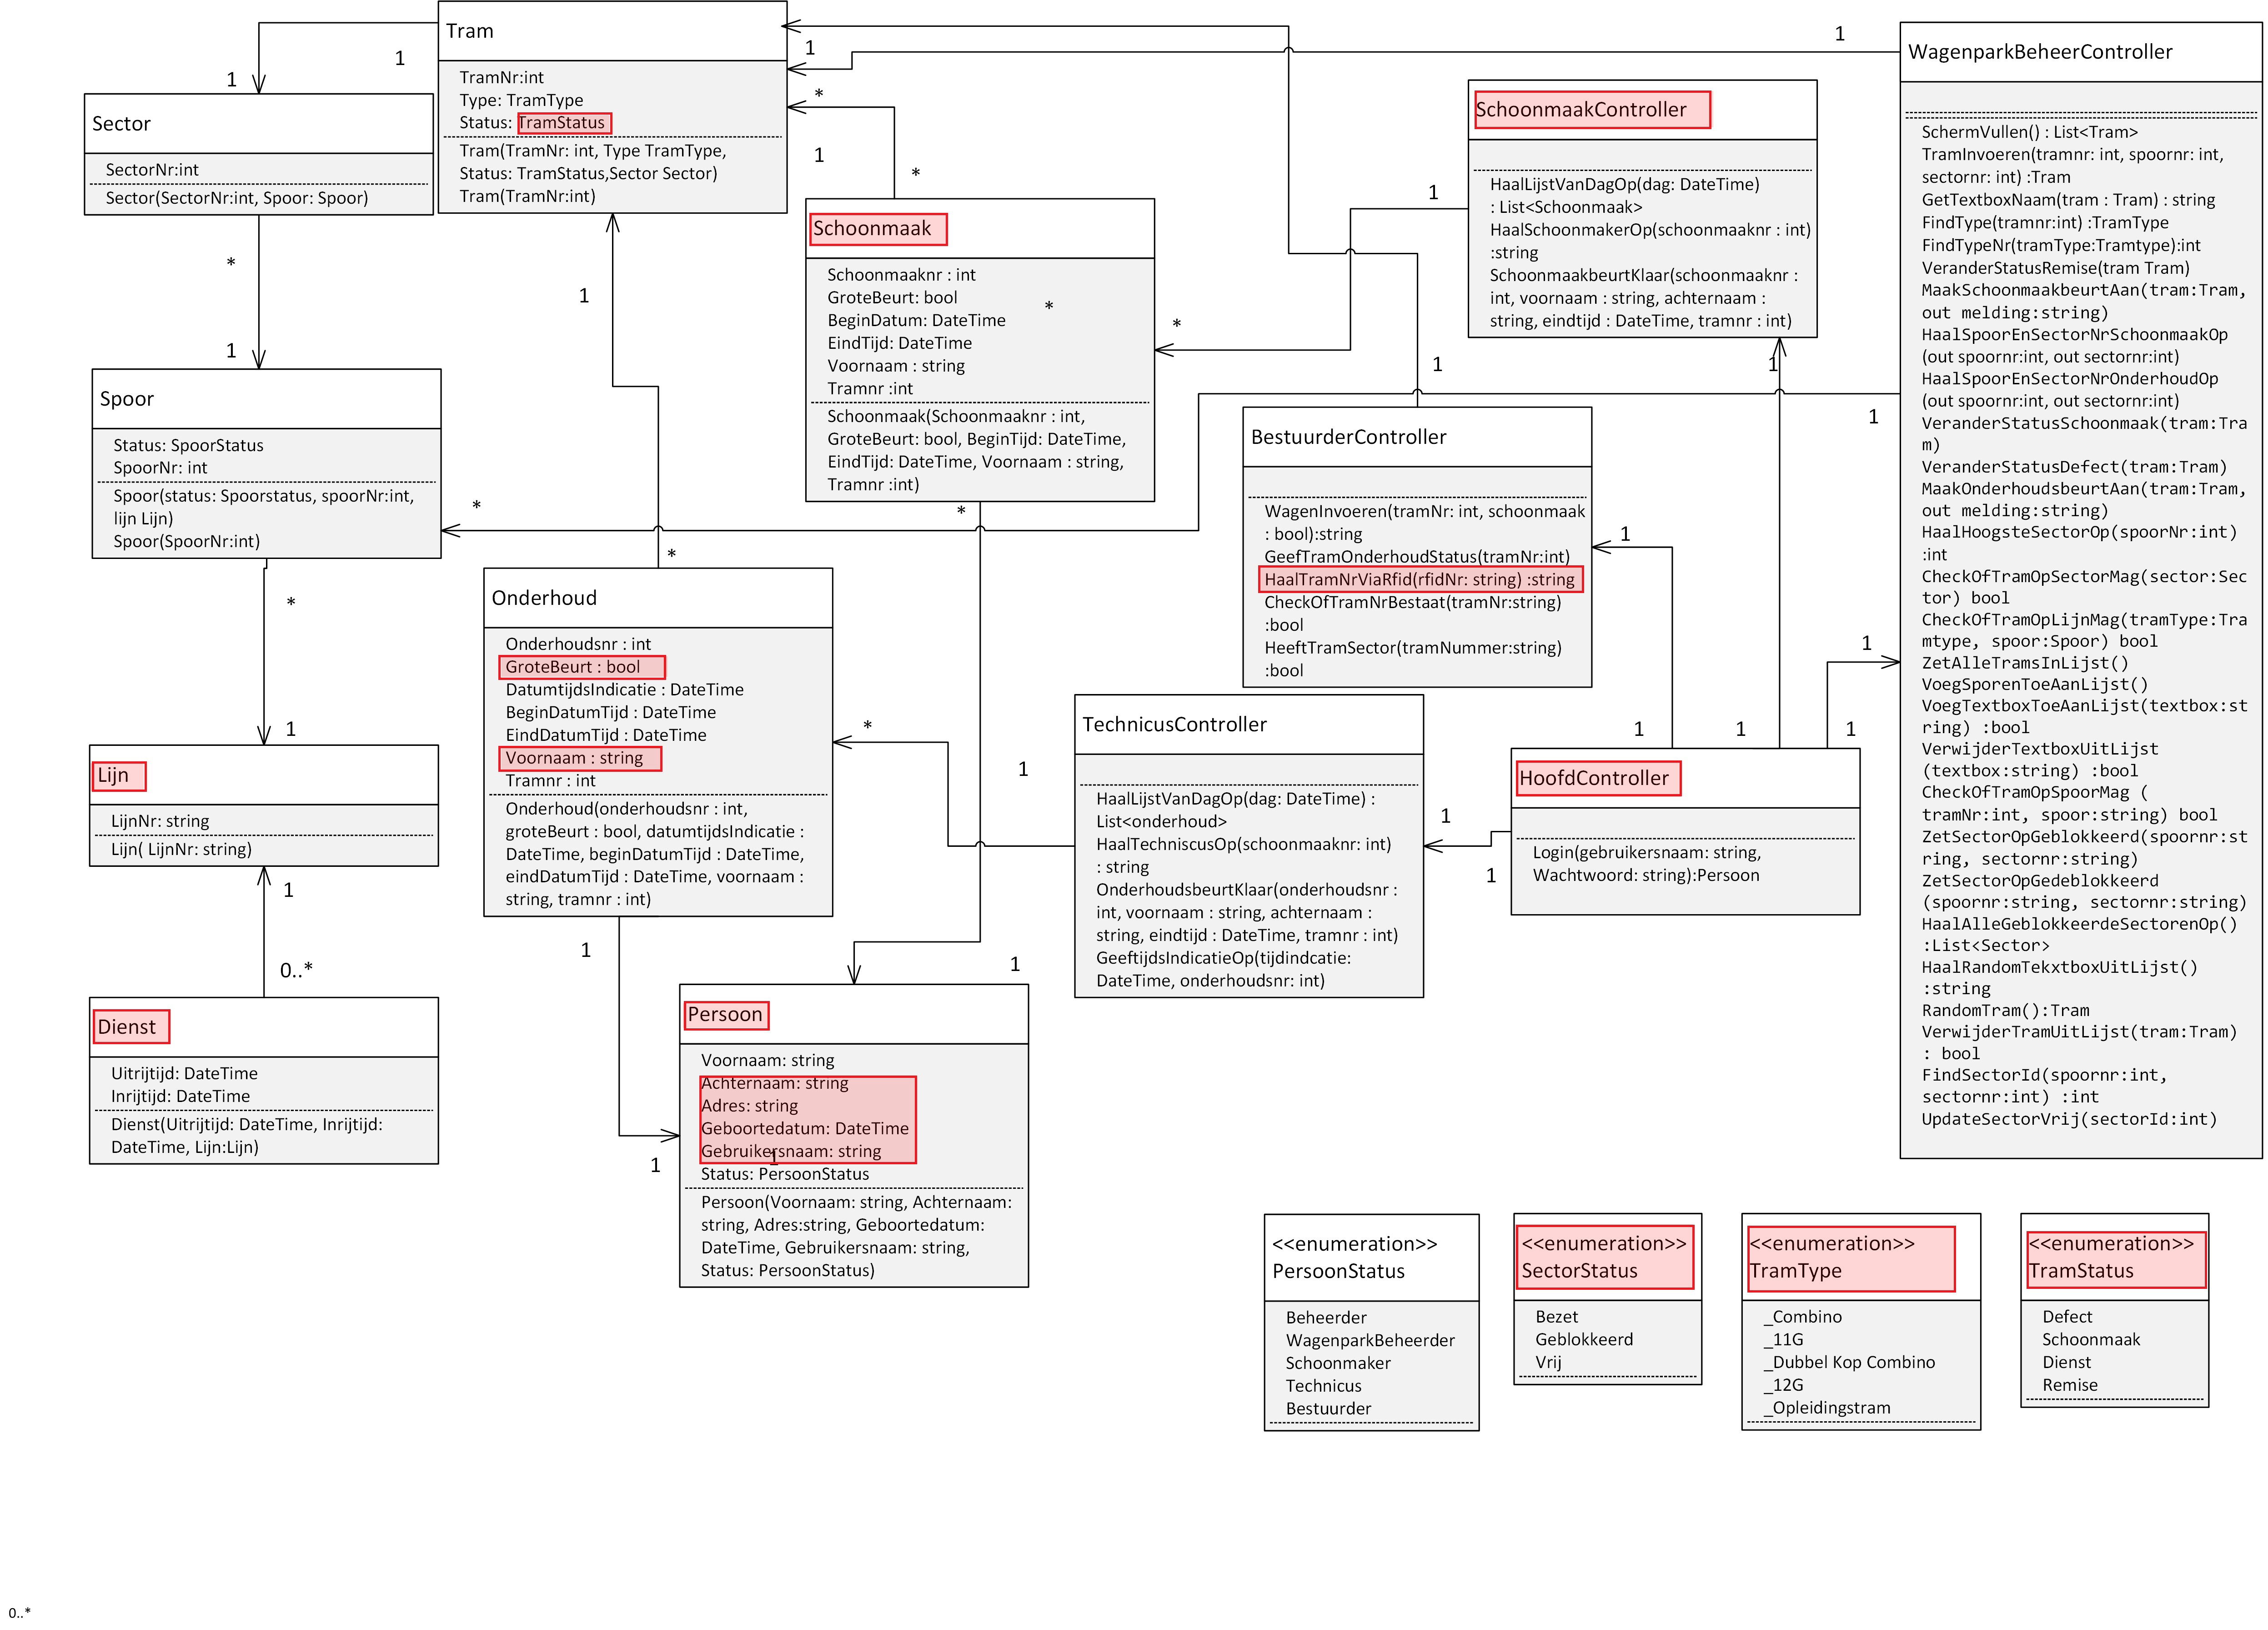 Tram
TramNr:int
Type: TramType
Status: TramStatus
Tram(TramNr: int, Type TramType,
Status: TramStatus,Sector Sector)
Tram(TramNr:int)
1
1
Sector
SectorNr:int
Sector(SectorNr:int, Spoor: Spoor)
*
1
Spoor
Status: SpoorStatus
SpoorNr: int
Spoor(status: Spoorstatus, spoorNr:int,
lijn Lijn)
Spoor(SpoorNr:int)
*
*
1
Lijn
LijnNr: string
Lijn( LijnNr: string)
1
0..*
Dienst
Uitrijtijd: DateTime
Inrijtijd: DateTime
Dienst(Uitrijtijd: DateTime, Inrijtijd:
DateTime, Lijn:Lijn)
1
*
1
*
Schoonmaak
Schoonmaaknr : int
GroteBeurt: bool
*
BeginDatum: DateTime
EindTijd: DateTime
Voornaam : string
Tramnr :int
Schoonmaak(Schoonmaaknr : int,
GroteBeurt: bool, BeginTijd: DateTime,
EindTijd: DateTime, Voornaam : string,
Tramnr :int)
*
1
*
Onderhoud
Onderhoudsnr : int
GroteBeurt : bool
DatumtijdsIndicatie : DateTime
BeginDatumTijd : DateTime
EindDatumTijd : DateTime
Voornaam : string
Tramnr : int
Onderhoud(onderhoudsnr : int,
groteBeurt : bool, datumtijdsIndicatie :
DateTime, beginDatumTijd : DateTime,
eindDatumTijd : DateTime, voornaam :
string, tramnr : int)
*
1
1
1
Persoon
Voornaam: string
Achternaam: string
Adres: string
Geboortedatum: DateTime
Gebruikersnaam: string
1
Status: PersoonStatus
Persoon(Voornaam: string, Achternaam:
string, Adres:string, Geboortedatum:
DateTime, Gebruikersnaam: string,
Status: PersoonStatus)
1
SchoonmaakController
HaalLijstVanDagOp(dag: DateTime)
: List<Schoonmaak>
HaalSchoonmakerOp(schoonmaaknr : int)
:string
SchoonmaakbeurtKlaar(schoonmaaknr :
int, voornaam : string, achternaam :
string, eindtijd : DateTime, tramnr : int)
1
*
1
1
BestuurderController
WagenInvoeren(tramNr: int, schoonmaak
: bool):string
GeefTramOnderhoudStatus(tramNr:int)
HaalTramNrViaRfid(rfidNr: string) :string
CheckOfTramNrBestaat(tramNr:string)
:bool
HeeftTramSector(tramNummer:string)
:bool
1
1
TechnicusController
HaalLijstVanDagOp(dag: DateTime) :
List<onderhoud>
HaalTechniscusOp(schoonmaaknr: int)
: string
OnderhoudsbeurtKlaar(onderhoudsnr :
int, voornaam : string, achternaam :
string, eindtijd : DateTime, tramnr : int)
GeeftijdsIndicatieOp(tijdindcatie:
DateTime, onderhoudsnr: int)
1
1
1
1
1
HoofdController
Login(gebruikersnaam: string,
Wachtwoord: string):Persoon
1
1
1
WagenparkBeheerController
SchermVullen() : List<Tram>
TramInvoeren(tramnr: int, spoornr: int,
sectornr: int) :Tram
GetTextboxNaam(tram : Tram) : string
FindType(tramnr:int) :TramType
FindTypeNr(tramType:Tramtype):int
VeranderStatusRemise(tram Tram)
MaakSchoonmaakbeurtAan(tram:Tram,
out melding:string)
HaalSpoorEnSectorNrSchoonmaakOp
(out spoornr:int, out sectornr:int)
HaalSpoorEnSectorNrOnderhoudOp
(out spoornr:int, out sectornr:int)
VeranderStatusSchoonmaak(tram:Tra
m)
VeranderStatusDefect(tram:Tram)
MaakOnderhoudsbeurtAan(tram:Tram,
out melding:string)
HaalHoogsteSectorOp(spoorNr:int)
:int
CheckOfTramOpSectorMag(sector:Sec
tor) bool
CheckOfTramOpLijnMag(tramType:Tra
mtype, spoor:Spoor) bool
ZetAlleTramsInLijst()
VoegSporenToeAanLijst()
VoegTextboxToeAanLijst(textbox:st
ring) :bool
VerwijderTextboxUitLijst
(textbox:string) :bool
CheckOfTramOpSpoorMag (
tramNr:int, spoor:string) bool
ZetSectorOpGeblokkeerd(spoornr:st
ring, sectornr:string)
ZetSectorOpGedeblokkeerd
(spoornr:string, sectornr:string)
HaalAlleGeblokkeerdeSectorenOp()
:List<Sector>
HaalRandomTekxtboxUitLijst()
:string
RandomTram():Tram
VerwijderTramUitLijst(tram:Tram)
: bool
FindSectorId(spoornr:int,
sectornr:int) :int
UpdateSectorVrij(sectorId:int)
<<enumeration>>
PersoonStatus
Beheerder
WagenparkBeheerder
Schoonmaker
Technicus
Bestuurder
<<enumeration>>
SectorStatus
Bezet
Geblokkeerd
Vrij
<<enumeration>>
TramType
_Combino
_11G
_Dubbel Kop Combino
_12G
_Opleidingstram
<<enumeration>>
TramStatus
Defect
Schoonmaak
Dienst
Remise
0..*